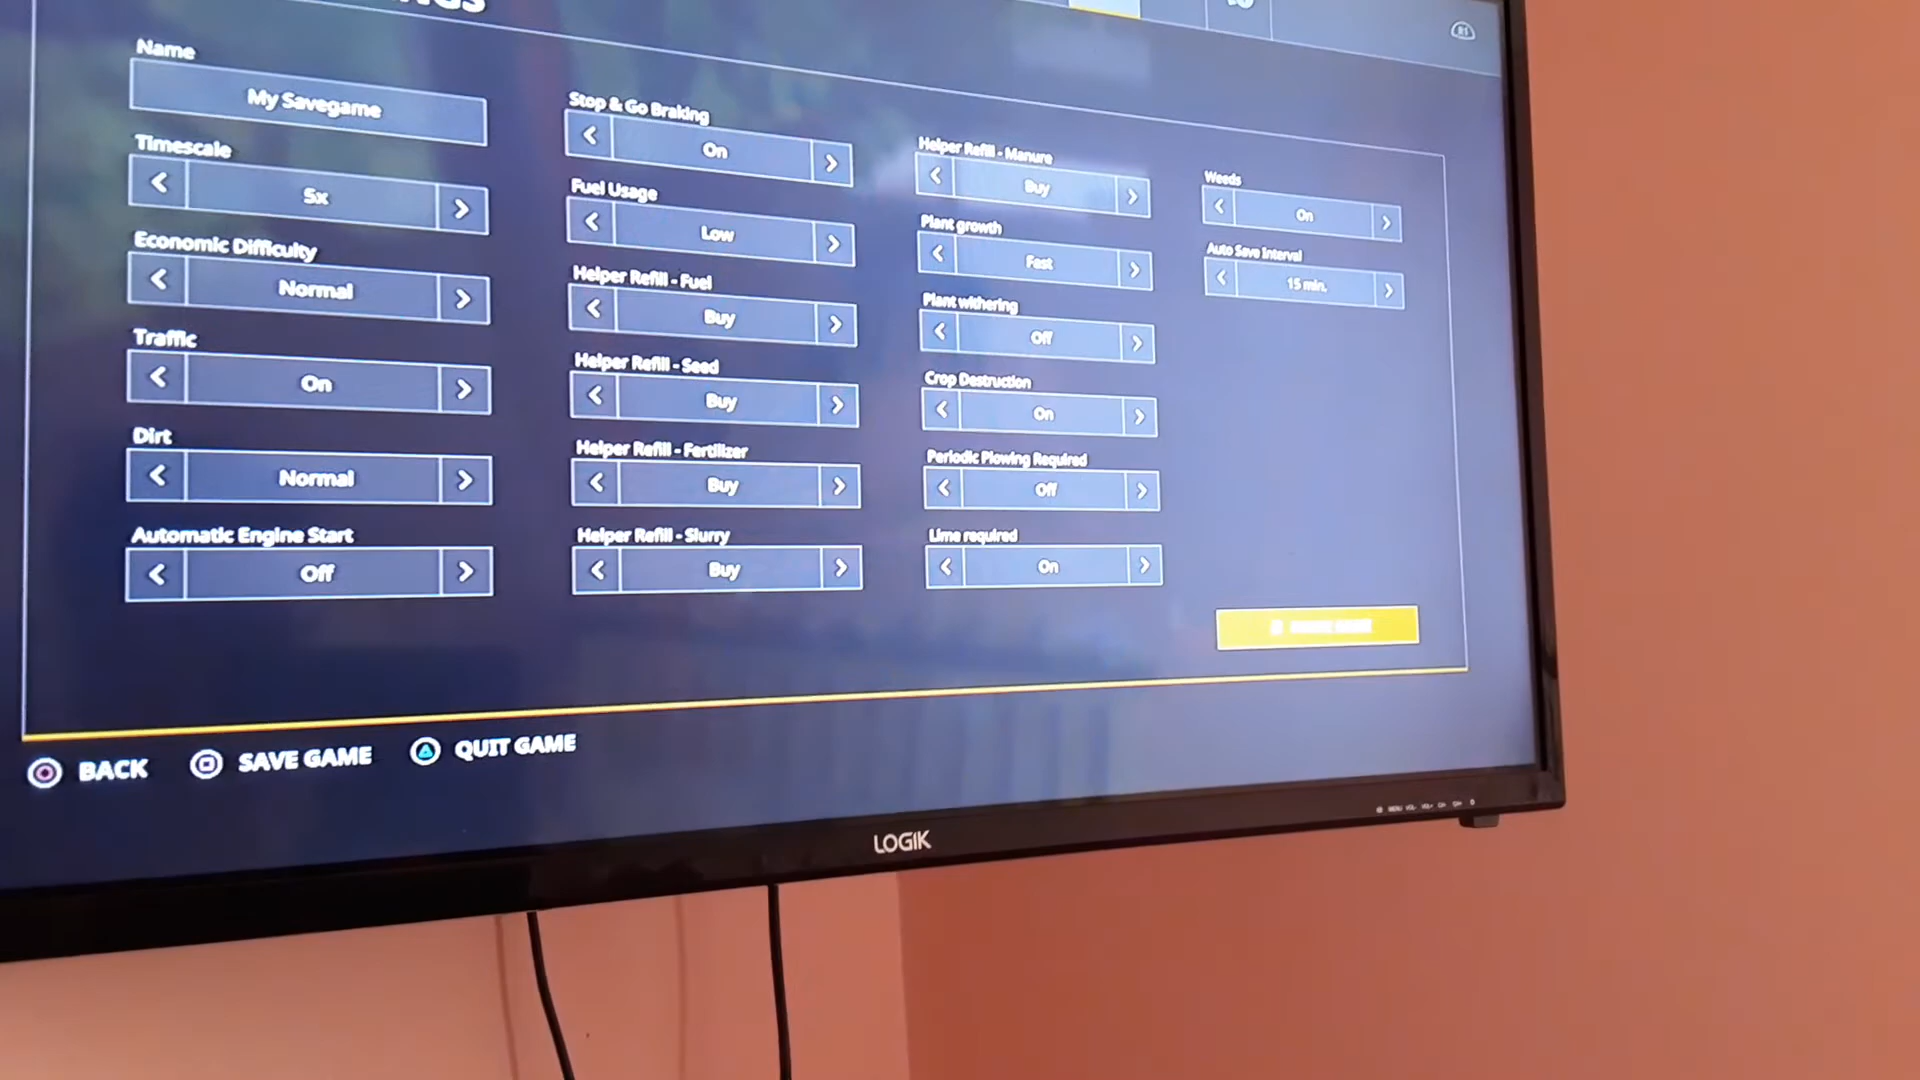 Name
My Savegame
Timescale
5x
Economic Difficulty
Normal
Traffic
On
Dirt
Normal
Automatic Engine Start
Off
Stop & Go Braking
On
Fuel Usage
Low
Helper Refill - Fuel
Buy
Helper Refill - Seed
Buy
Helper Refill - Fertilizer
Buy
Helper Refill - Slurry
Buy
Helper Refill - Manure
Buy
Plant growth
Fast
Plant withering
Off
Crop Destruction
On
Periodic Plowing Required
Off
Lime required
On
Weeds
On
Auto Save Interval
15 min.
BACK SAVE GAME QUIT GAME
LOGIK